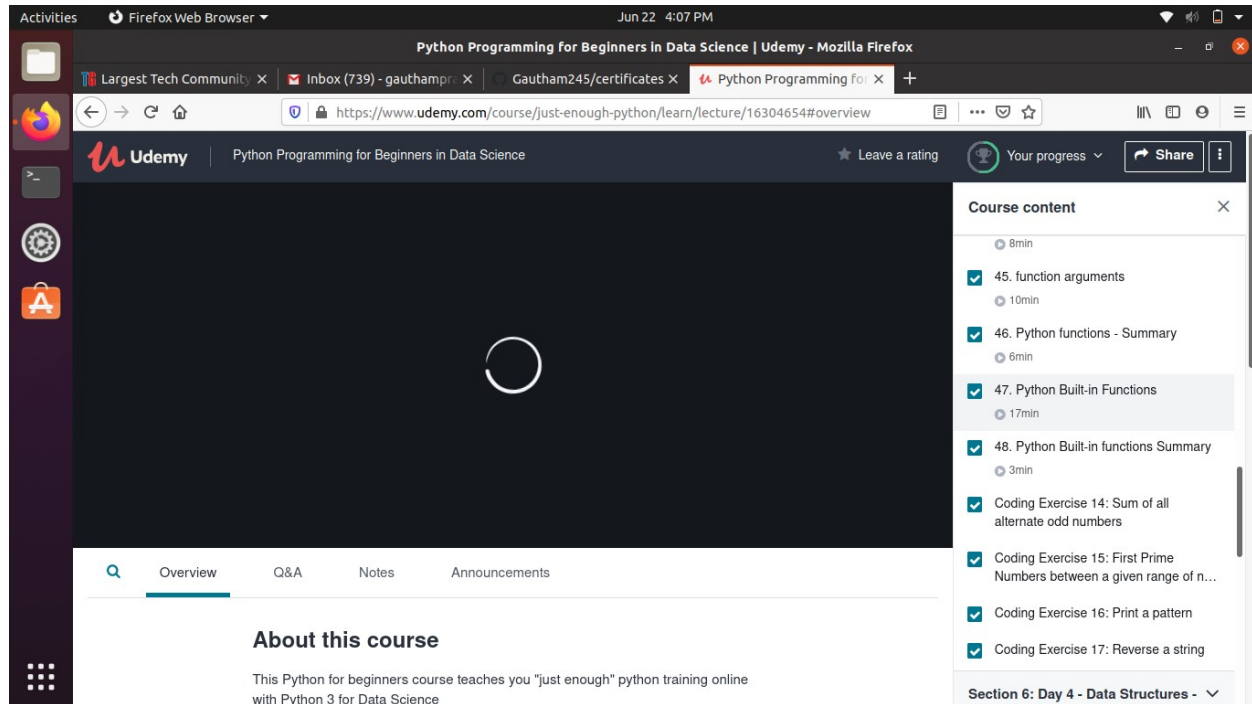 Activities
Firefox Web Browser
Jun 22 4:07 PM
Python Programming for Beginners in Data Science | Udemy - Mozilla Firefox
TG Largest Tech Community
Inbox (739) - gauthampra
Gautham245/certificates
Python Programming for
https://www.udemy.com/course/just-enough-python/learn/lecture/16304654#overview
Udemy
Python Programming for Beginners in Data Science
Leave a rating
Your progress
Share
Course content
8min
45. function arguments
10min
46. Python functions - Summary
6min
47. Python Built-in Functions
17min
48. Python Built-in functions Summary
3min
Coding Exercise 14: Sum of all
alternate odd numbers
Coding Exercise 15: First Prime
Numbers between a given range of n…
Coding Exercise 16: Print a pattern
Coding Exercise 17: Reverse a string
Section 6: Day 4 - Data Structures -
Overview
Q&A
Notes
Announcements
About this course
This Python for beginners course teaches you "just enough" python training online
with Python 3 for Data Science